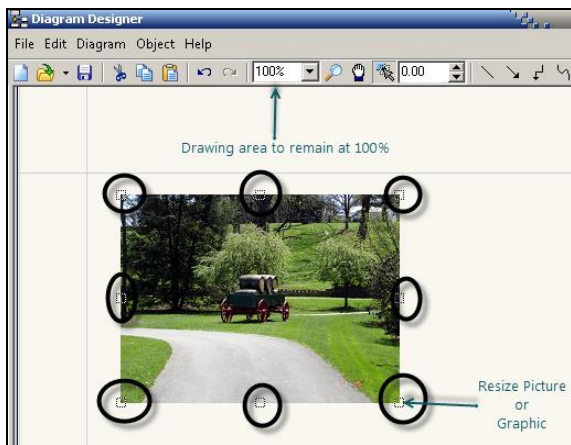 Diagram Designer
File Edit Diagram Object Help
100% 0.00
Drawing area to remain at 100%
Resize Picture
or
Graphic